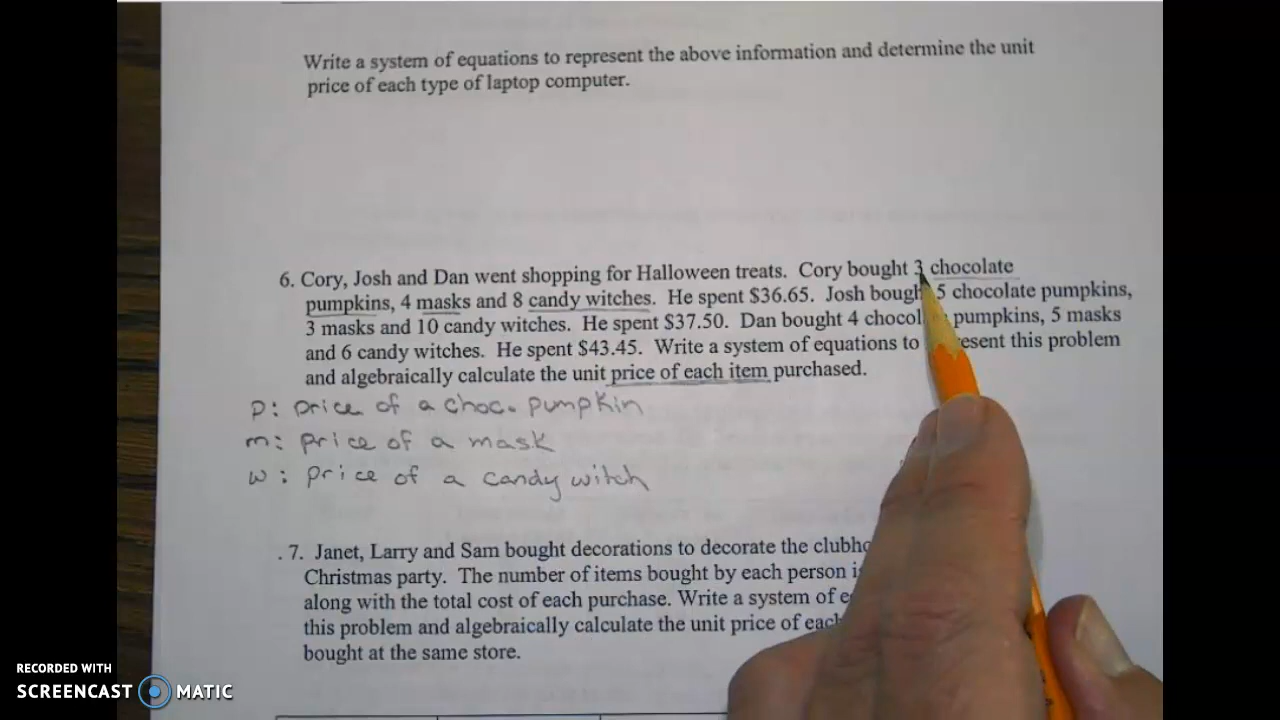 Write a system of equations to represent the above information and determine the unit
price of each type of laptop computer.
6. Cory, Josh and Dan went shopping for Halloween treats. Cory bought 3 chocolate
pumpkins, 4 masks and 8 candy witches. He spent $36.65. Josh bought 5 chocolate pumpkins,
3 masks and 10 candy witches. He spent $37.50. Dan bought 4 pumpkins, 5 masks
and 6 candy witches. He spent $43.45. Write a system of equations to this problem
and algebraically calculate the unit price of each item purchased.
p: price of a choc. pumpkin
m: price of a mask
w: price of a candy witch
. 7. Janet, Larry and Sam bought decorations to decorate the
Christmas party. The number of items bought by each person
along with the total cost of each purchase. Write a system of
this problem and algebraically calculate the unit price of
bought at the same store.
RECORDED WITH
SCREENCAST MATIC